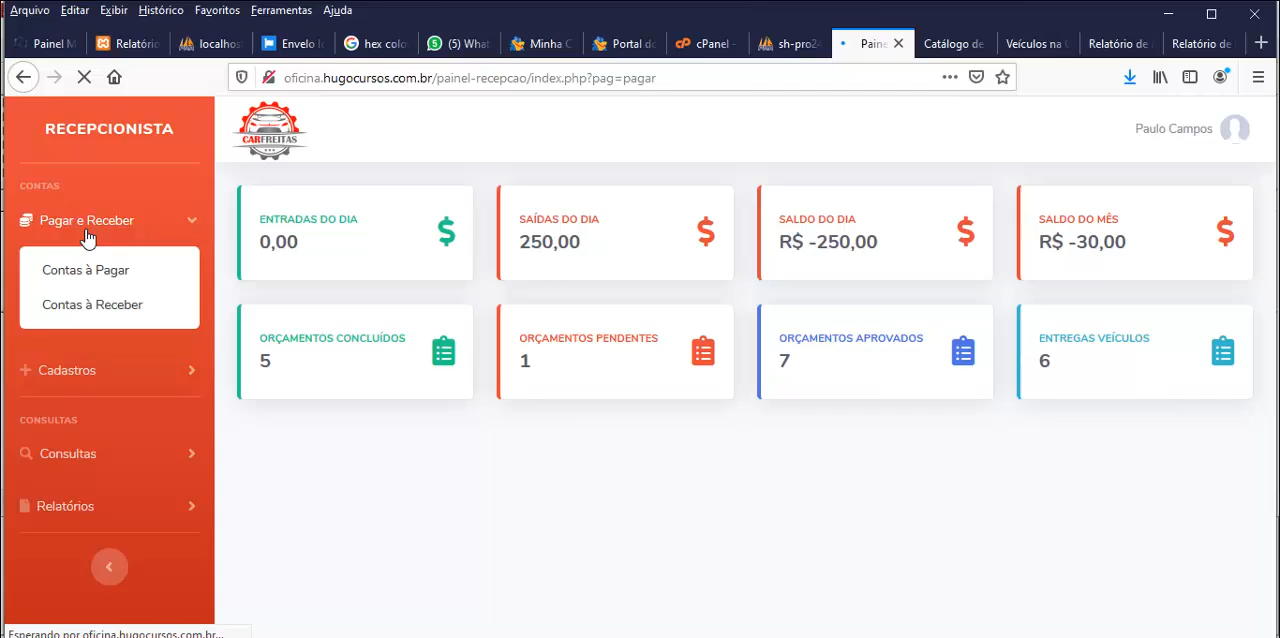 Arquivo Editar Exibir Histórico Favoritos Ferramentas Ajuda
Painel M Relatório localhos Envelo hex colo (5) What Minha C Portal do cPanel - sh-pro24 Paine Catálogo de Veículos na Relatório de Relatório de
oficina.hugocursos.com.br/painel-recepcao/index.php?pag=pagar
RECEPCIONISTA
CARFREITAS
Paulo Campos
CONTAS
Pagar e Receber
Contas à Pagar
Contas à Receber
Cadastros
CONSULTAS
Consultas
Relatórios
ENTRADAS DO DIA
0,00
SAÍDAS DO DIA
250,00
SALDO DO DIA
R$ -250,00
SALDO DO MÊS
R$ -30,00
ORÇAMENTOS CONCLUÍDOS
5
ORÇAMENTOS PENDENTES
1
ORÇAMENTOS APROVADOS
7
ENTREGAS VEÍCULOS
6
Esperando por oficina.hugocursos.com.br...